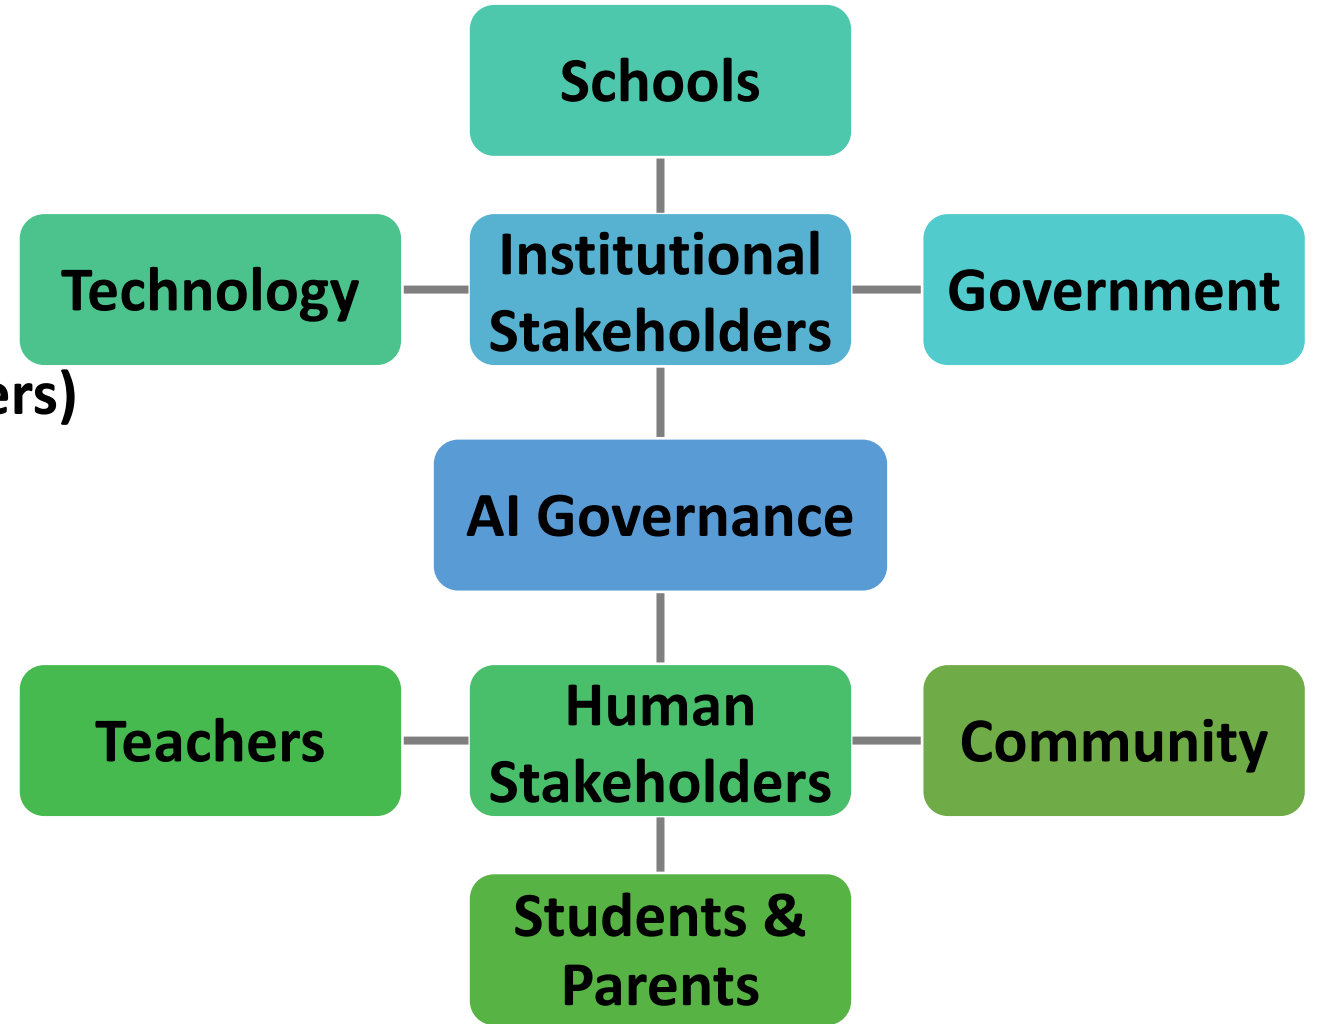 Schools
Technology
Institutional
Stakeholders
Government
ers)
AI Governance
Teachers
Human
Stakeholders
Community
Students &
Parents